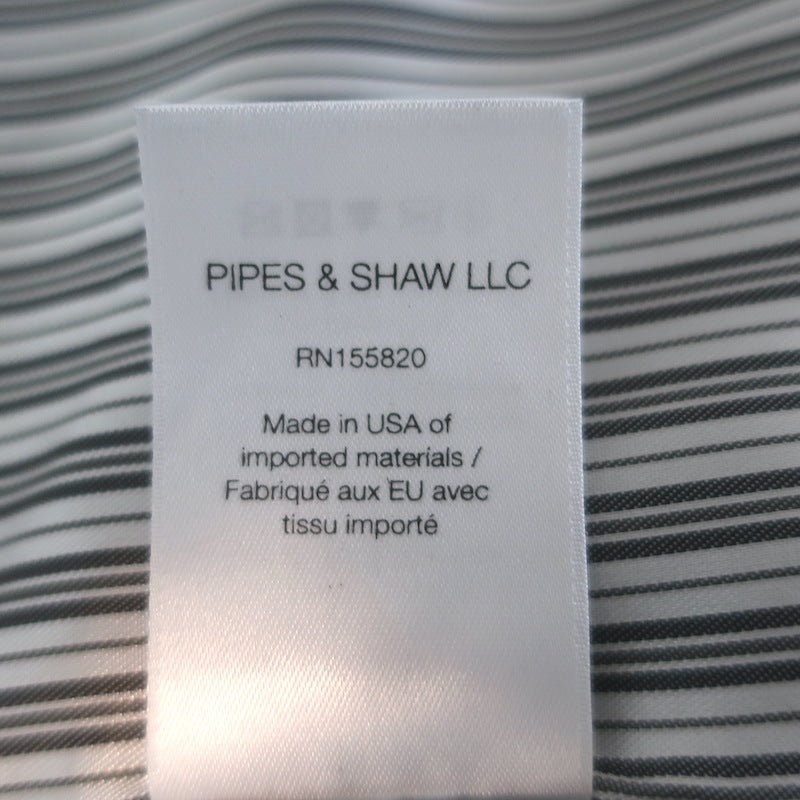 PIPES & SHAW LLC
RN155820
Made in USA of
imported materials /
Fabriqué aux EU avec
tissu importé